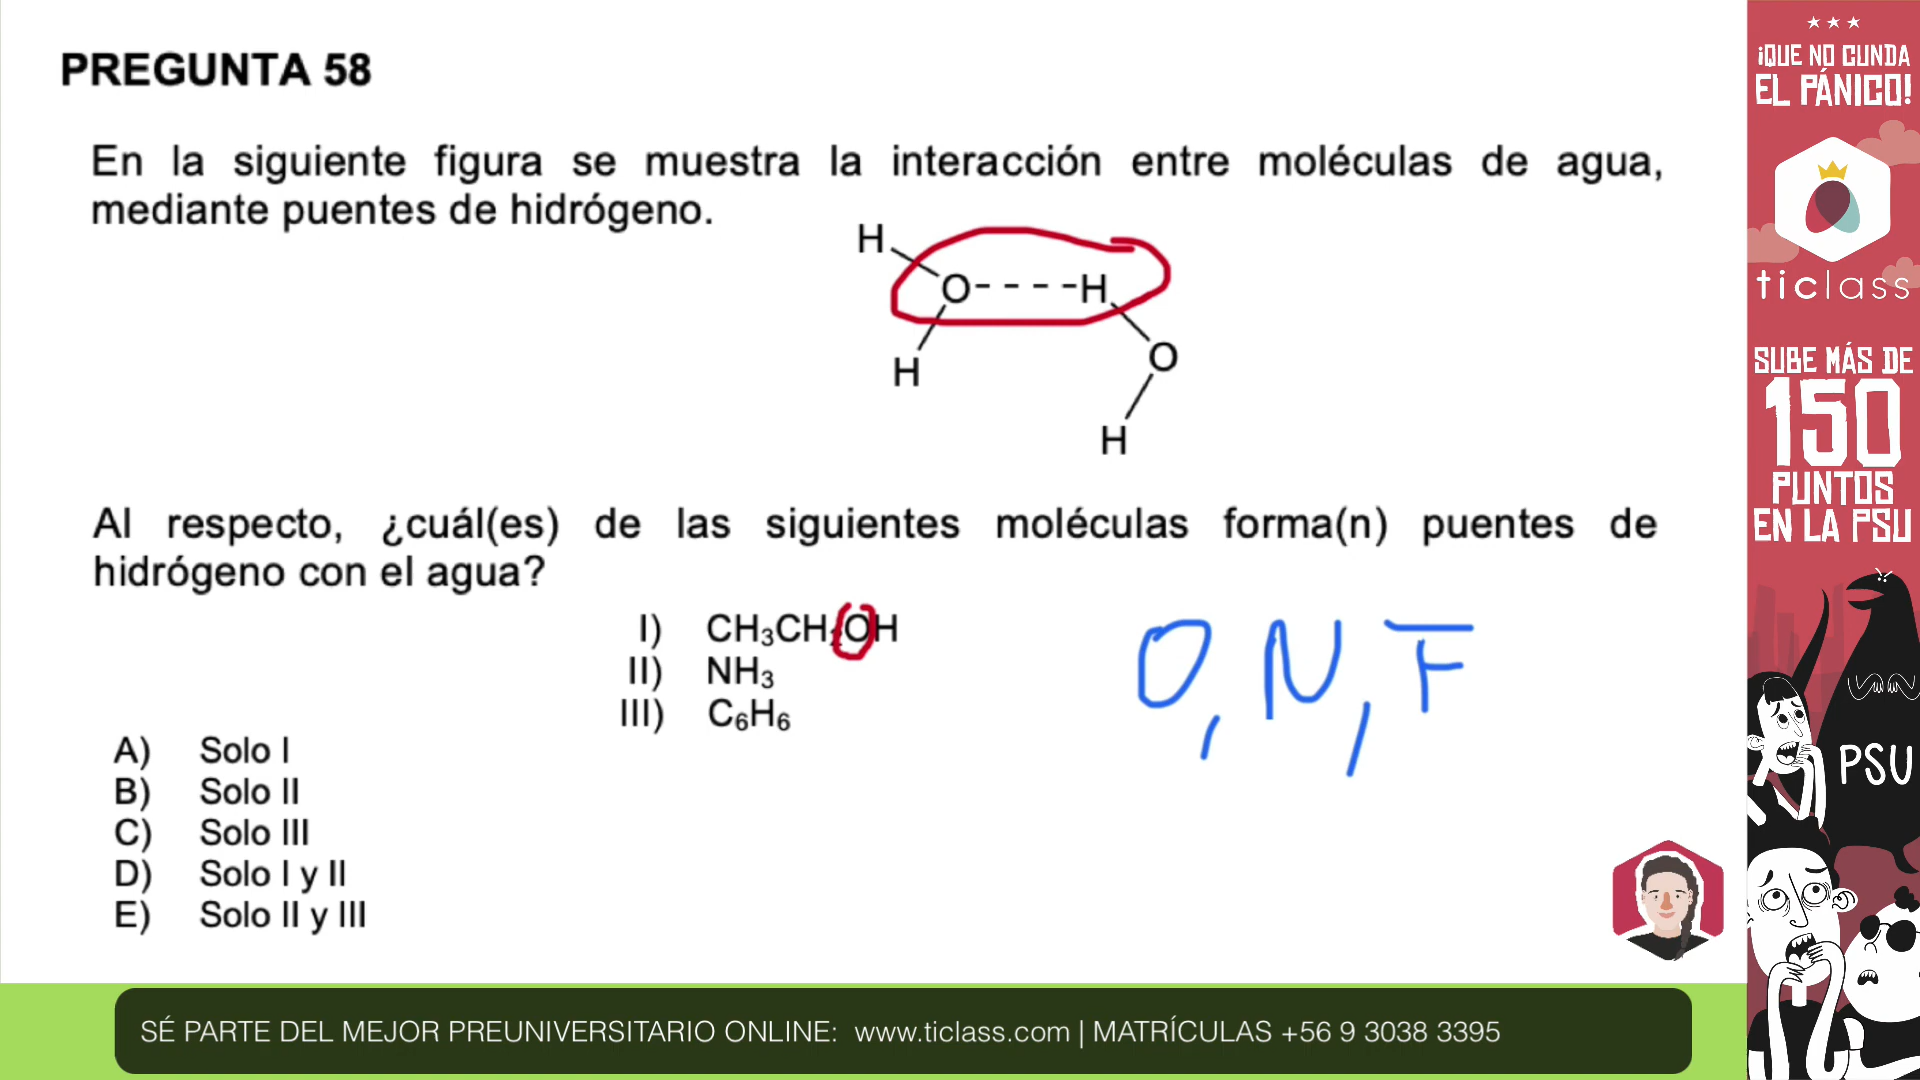 PREGUNTA 58
En la siguiente figura se muestra la interacción entre moléculas de agua,
mediante puentes de hidrógeno.
H
O----H
H
O
H
Al respecto, ¿cuál(es) de las siguientes moléculas forma(n) puentes de
hidrógeno con el agua?
I) CH₃CH₂OH
II) NH₃
III) C₆H₆
O, N, F
A) Solo I
B) Solo II
C) Solo III
D) Solo I y II
E) Solo II y III
SÉ PARTE DEL MEJOR PREUNIVERSITARIO ONLINE: www.ticlass.com | MATRÍCULAS +56 9 3038 3395
¡QUE NO CUNDA
EL PÁNICO!
ticlass
SUBE MÁS DE
150
PUNTOS
EN LA PSU
PSU